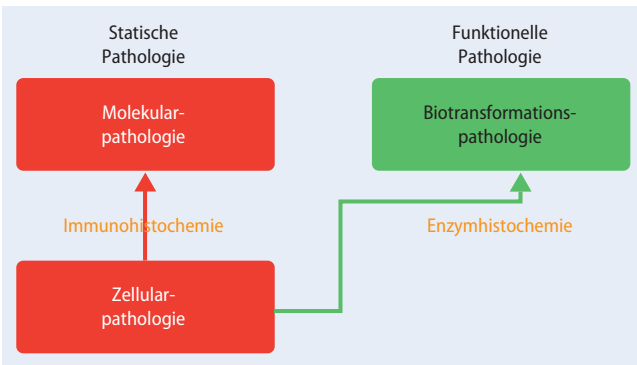 Statische
Pathologie
Funktionelle
Pathologie
Molekular-
pathologie
Biotransformations-
pathologie
Immunohistochemie
Enzymhistochemie
Zellular-
pathologie